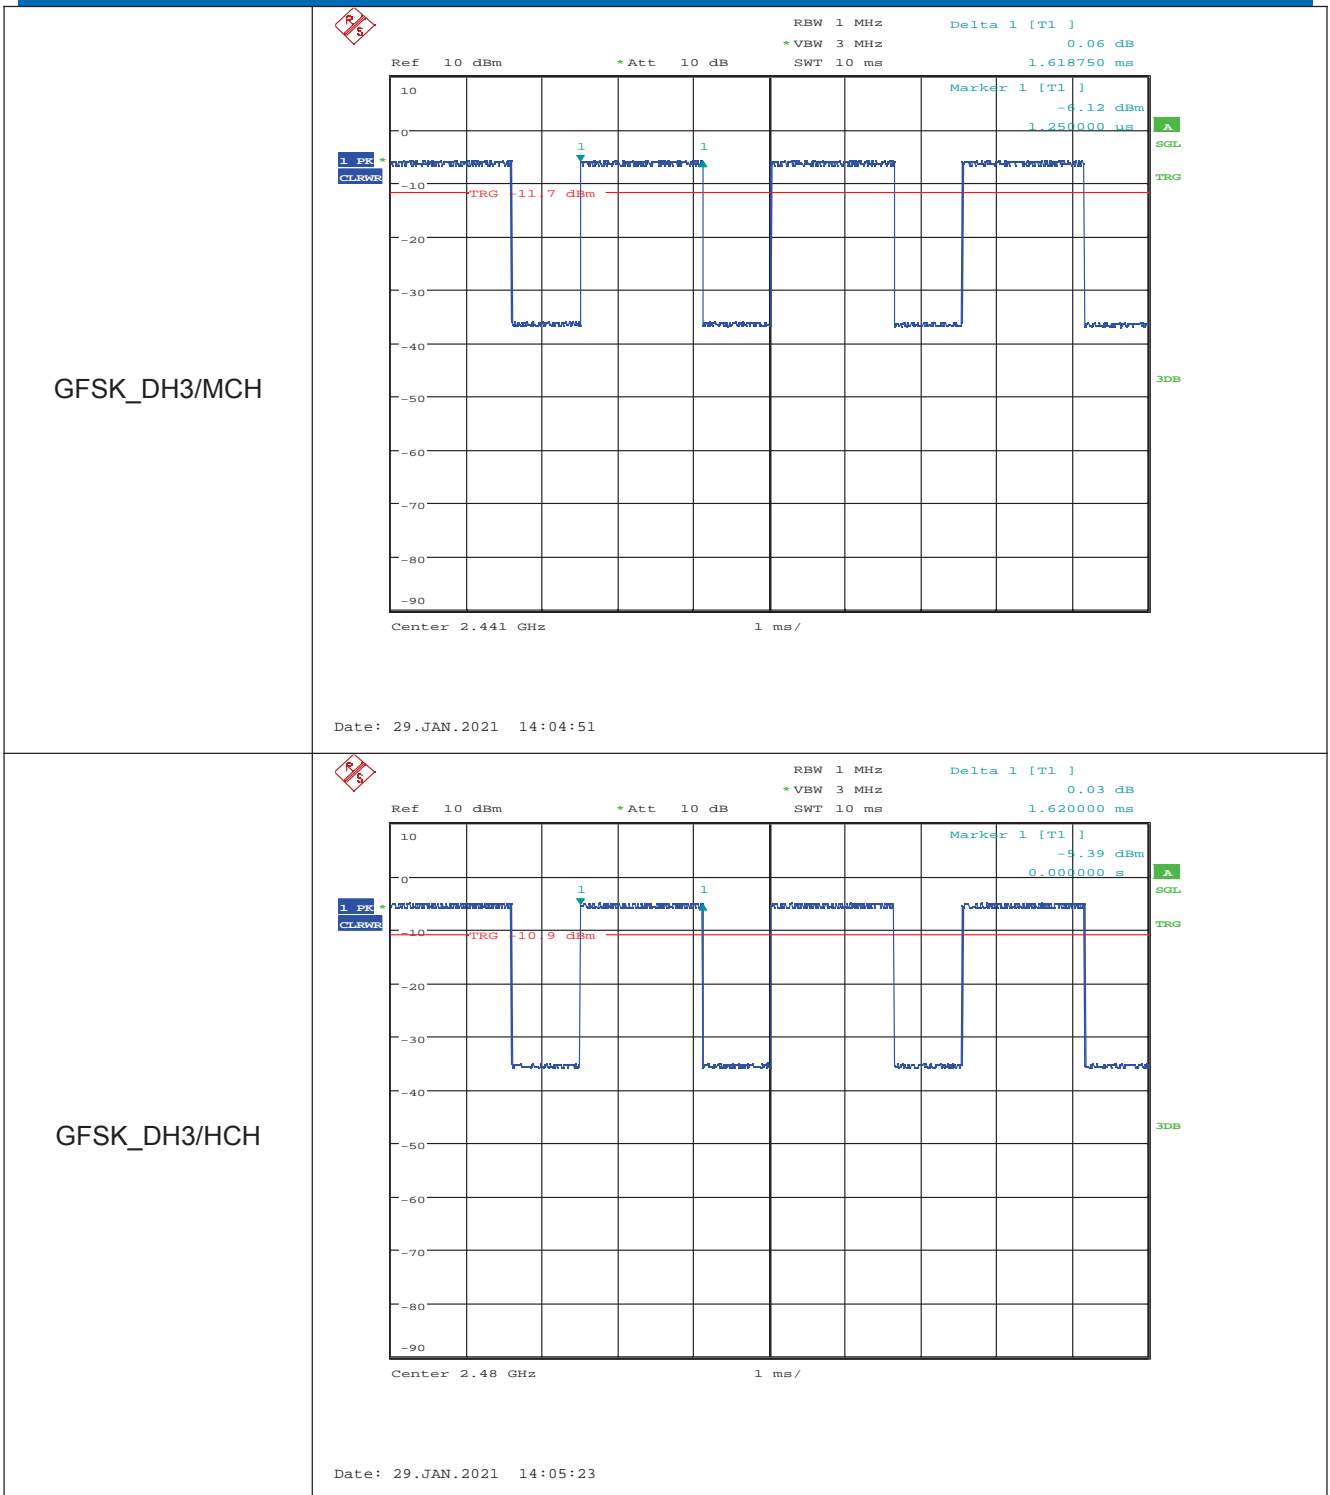 GFSK_DH3/MCH
R S
RBW 1 MHz Delta 1 [T1 ]
*VBW 3 MHz 0.06 dB
Ref 10 dBm *Att 10 dB SWT 10 ms 1.618750 ms
10 Marker 1 [T1 ]
-6.12 dBm
1.250000 us
A
0
SGL
1 1
1 PK *
CLRWR
TRG
-10
TRG -11.7 dBm
-20
-30
-40
3DB
-50
-60
-70
-80
-90
Center 2.441 GHz 1 ms/
Date: 29.JAN.2021 14:04:51
GFSK_DH3/HCH
R S
RBW 1 MHz Delta 1 [T1 ]
*VBW 3 MHz 0.03 dB
Ref 10 dBm *Att 10 dB SWT 10 ms 1.620000 ms
10 Marker 1 [T1 ]
-5.39 dBm
0.000000 s
A
0
SGL
1 1
1 PK *
CLRWR
TRG
-10
TRG -10.9 dBm
-20
-30
-40
3DB
-50
-60
-70
-80
-90
Center 2.48 GHz 1 ms/
Date: 29.JAN.2021 14:05:23